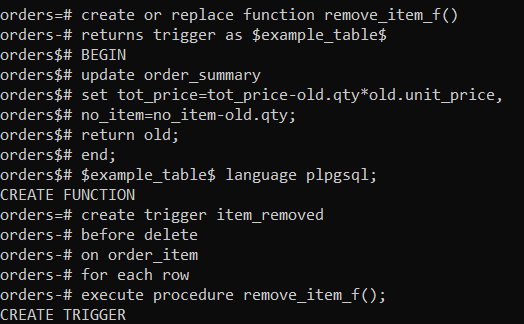 orders=# create or replace function remove_item_f()
orders-# returns trigger as $example_table$
orders$# BEGIN
orders$# update order_summary
orders$# set tot_price=tot_price-old.qty*old.unit_price,
orders$# no_item=no_item-old.qty;
orders$# return old;
orders$# end;
orders$# $example_table$ language plpgsql;
CREATE FUNCTION
orders=# create trigger item_removed
orders-# before delete
orders-# on order_item
orders-# for each row
orders-# execute procedure remove_item_f();
CREATE TRIGGER